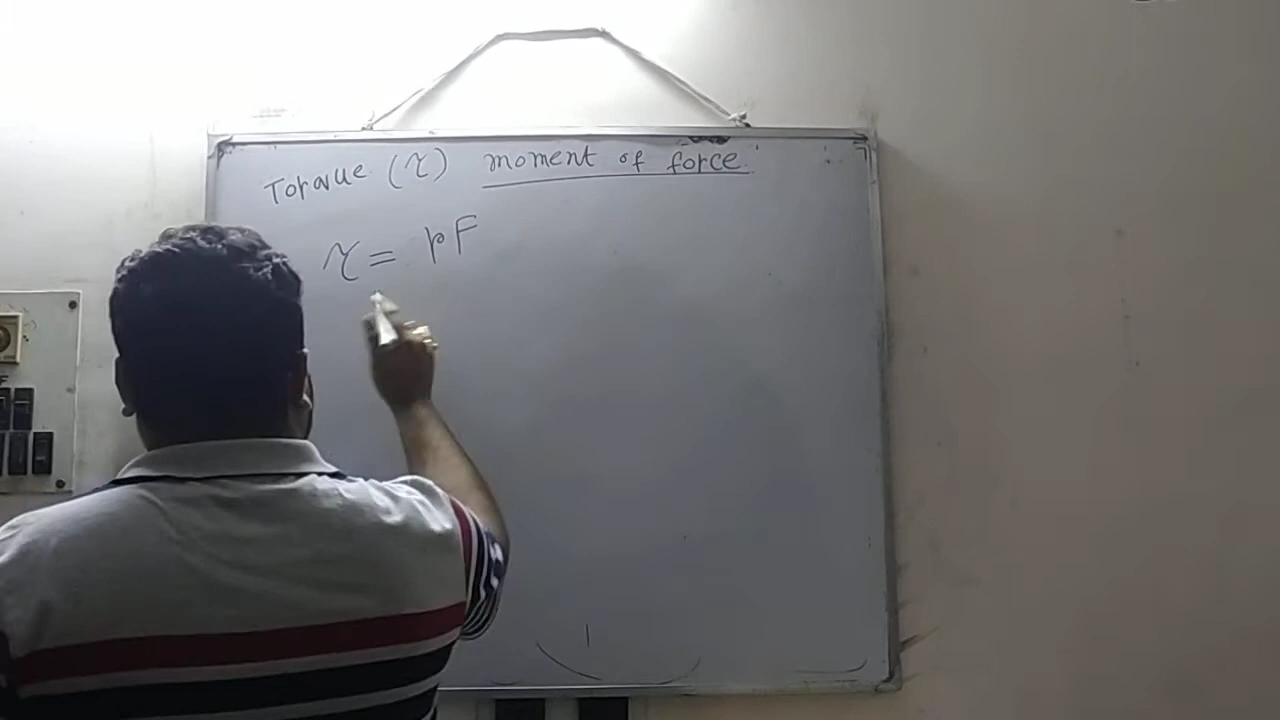 Torque (τ) moment of force.
τ = rF